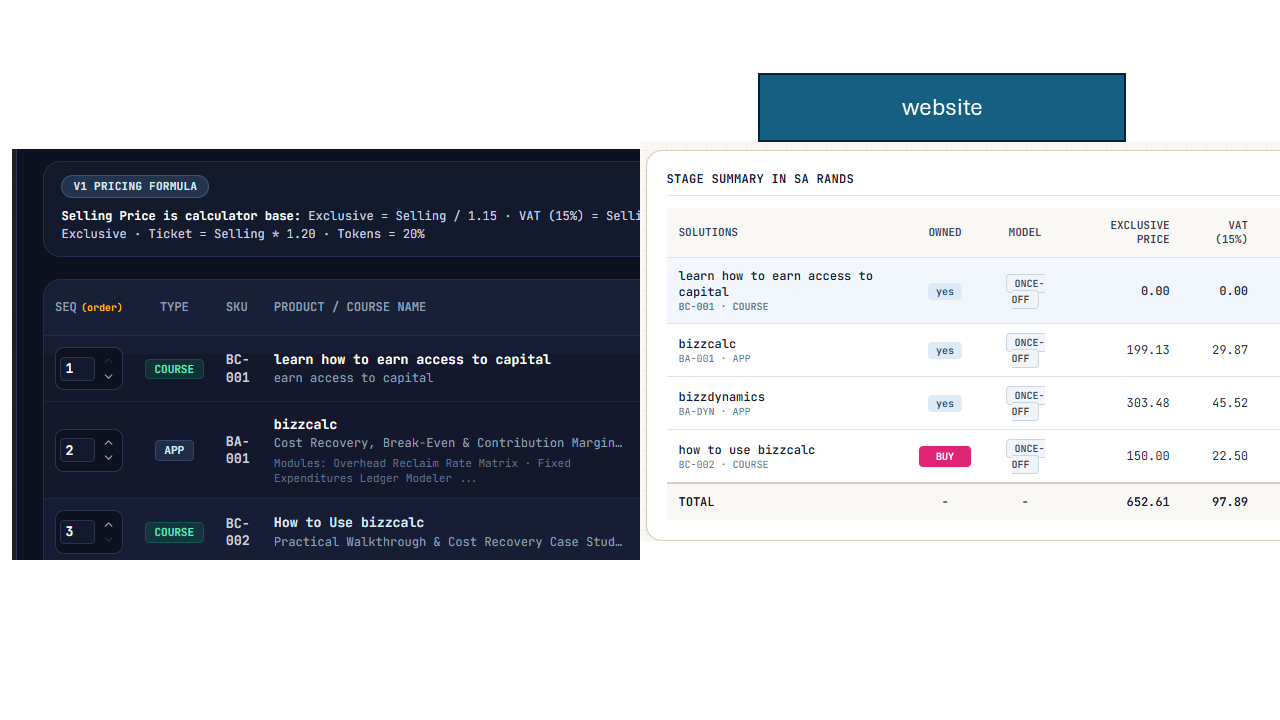 website
V1 PRICING FORMULA
Selling Price is calculator base: Exclusive = Selling / 1.15 · VAT (15%) = Selli
Exclusive · Ticket = Selling * 1.20 · Tokens = 20%
SEQ (order) TYPE SKU PRODUCT / COURSE NAME
1 COURSE BC-001 learn how to earn access to capital
earn access to capital
2 APP BA-001 bizzcalc
Cost Recovery, Break-Even & Contribution Margin…
Modules: Overhead Reclaim Rate Matrix · Fixed
Expenditures Ledger Modeler ...
3 COURSE BC-002 How to Use bizzcalc
Practical Walkthrough & Cost Recovery Case Stud…
STAGE SUMMARY IN SA RANDS
SOLUTIONS OWNED MODEL EXCLUSIVE PRICE VAT (15%)
learn how to earn access to
capital yes ONCE-OFF 0.00 0.00
BC-001 · COURSE
bizzcalc yes ONCE-OFF 199.13 29.87
BA-001 · APP
bizzdynamics yes ONCE-OFF 303.48 45.52
BA-DYN · APP
how to use bizzcalc BUY ONCE-OFF 150.00 22.50
BC-002 · COURSE
TOTAL - - 652.61 97.89